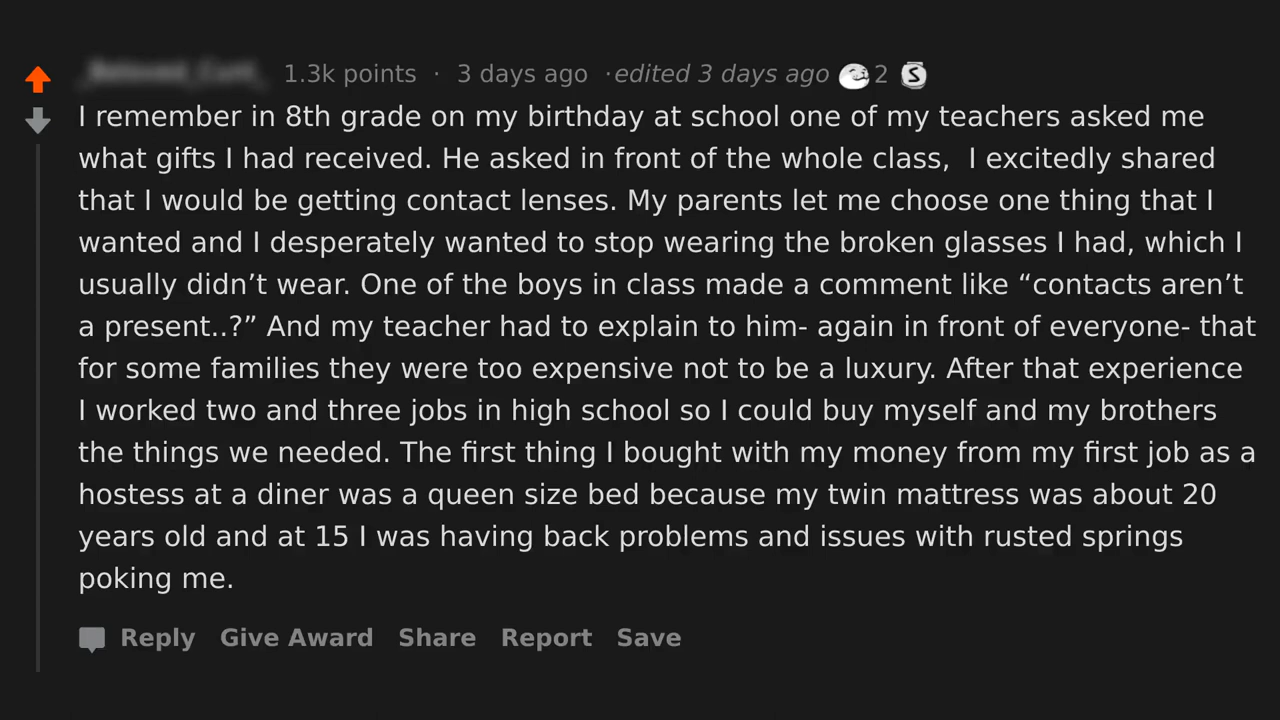 1.3k points · 3 days ago ·edited 3 days ago 2 S
I remember in 8th grade on my birthday at school one of my teachers asked me
what gifts I had received. He asked in front of the whole class,  I excitedly shared
that I would be getting contact lenses. My parents let me choose one thing that I
wanted and I desperately wanted to stop wearing the broken glasses I had, which I
usually didn’t wear. One of the boys in class made a comment like “contacts aren’t
a present..?” And my teacher had to explain to him- again in front of everyone- that
for some families they were too expensive not to be a luxury. After that experience
I worked two and three jobs in high school so I could buy myself and my brothers
the things we needed. The first thing I bought with my money from my first job as a
hostess at a diner was a queen size bed because my twin mattress was about 20
years old and at 15 I was having back problems and issues with rusted springs
poking me.
Reply Give Award Share Report Save